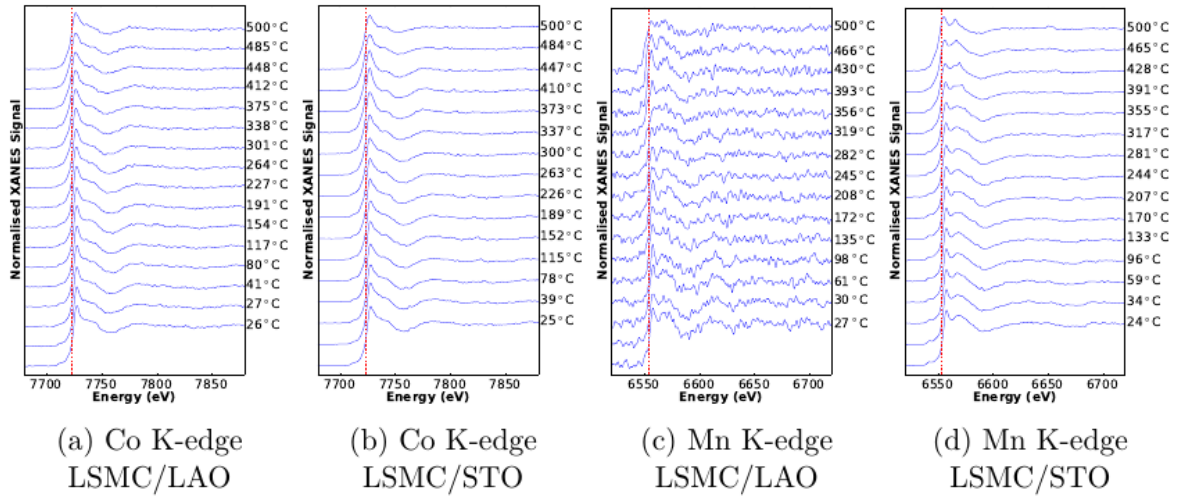 Normalised XANES Signal
500°C
485°C
448°C
412°C
375°C
338°C
301°C
264°C
227°C
191°C
154°C
117°C
80°C
41°C
27°C
26°C
7700 7750 7800 7850
Energy (eV)
(a) Co K-edge
LSMC/LAO
Normalised XANES Signal
500°C
484°C
447°C
410°C
373°C
337°C
300°C
263°C
226°C
189°C
152°C
115°C
78°C
39°C
25°C
7700 7750 7800 7850
Energy (eV)
(b) Co K-edge
LSMC/STO
Normalised XANES Signal
500°C
466°C
430°C
393°C
356°C
319°C
282°C
245°C
208°C
172°C
135°C
98°C
61°C
30°C
27°C
6550 6600 6650 6700
Energy (eV)
(c) Mn K-edge
LSMC/LAO
Normalised XANES Signal
500°C
465°C
428°C
391°C
355°C
317°C
281°C
244°C
207°C
170°C
133°C
96°C
59°C
34°C
24°C
6550 6600 6650 6700
Energy (eV)
(d) Mn K-edge
LSMC/STO